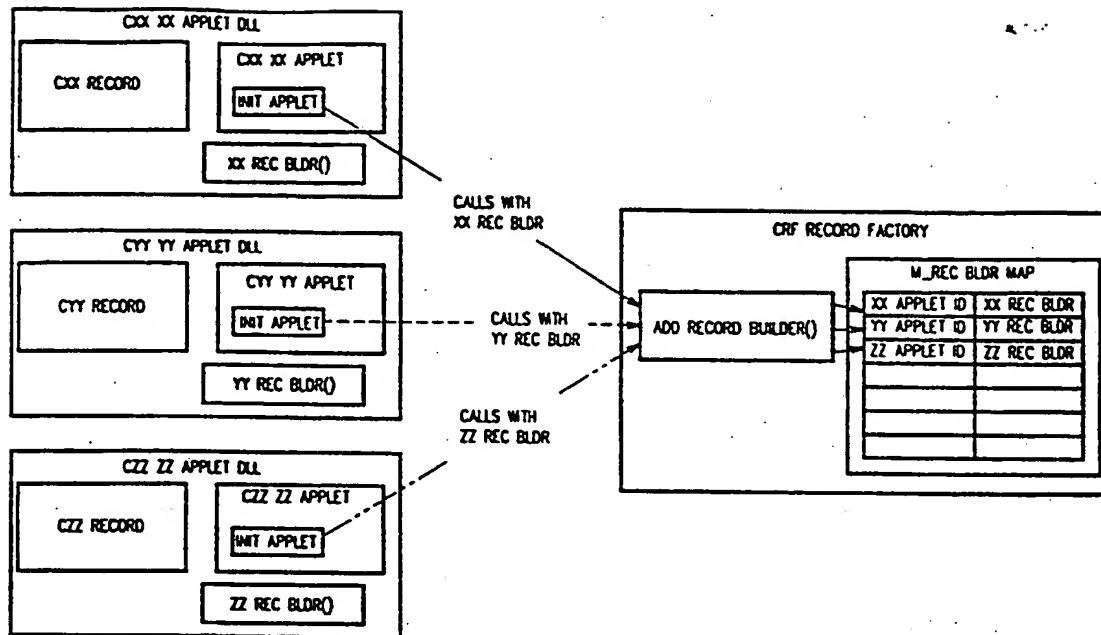 CXX XX APPLET DLL
CXX RECORD
CXX XX APPLET
INIT APPLET
XX REC BLDR()
CALLS WITH
XX REC BLDR
CYY YY APPLET DLL
CYY RECORD
CYY YY APPLET
INIT APPLET
YY REC BLDR()
CALLS WITH
YY REC BLDR
CZZ ZZ APPLET DLL
CZZ RECORD
CZZ ZZ APPLET
INIT APPLET
ZZ REC BLDR()
CALLS WITH
ZZ REC BLDR
CRF RECORD FACTORY
ADD RECORD BUILDER()
M_REC BLDR MAP
XX APPLET ID XX REC BLDR
YY APPLET ID YY REC BLDR
ZZ APPLET ID ZZ REC BLDR